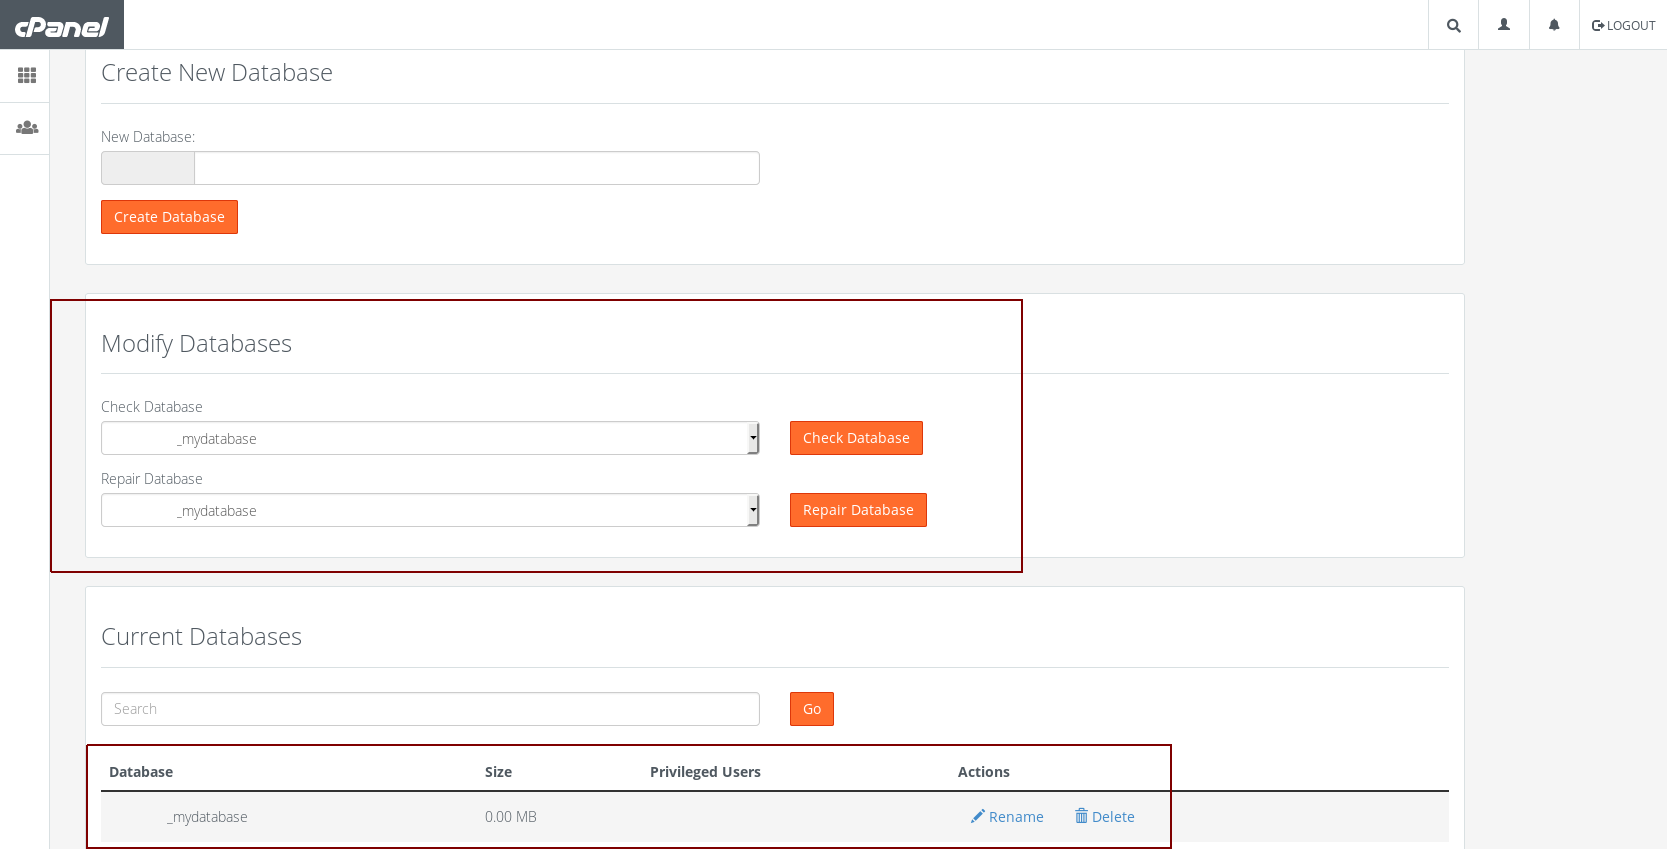 cPanel
LOGOUT
Create New Database
New Database:
Create Database
Modify Databases
Check Database
_mydatabase
Check Database
Repair Database
_mydatabase
Repair Database
Current Databases
Search
Go
Database Size Privileged Users Actions
_mydatabase 0.00 MB Rename Delete